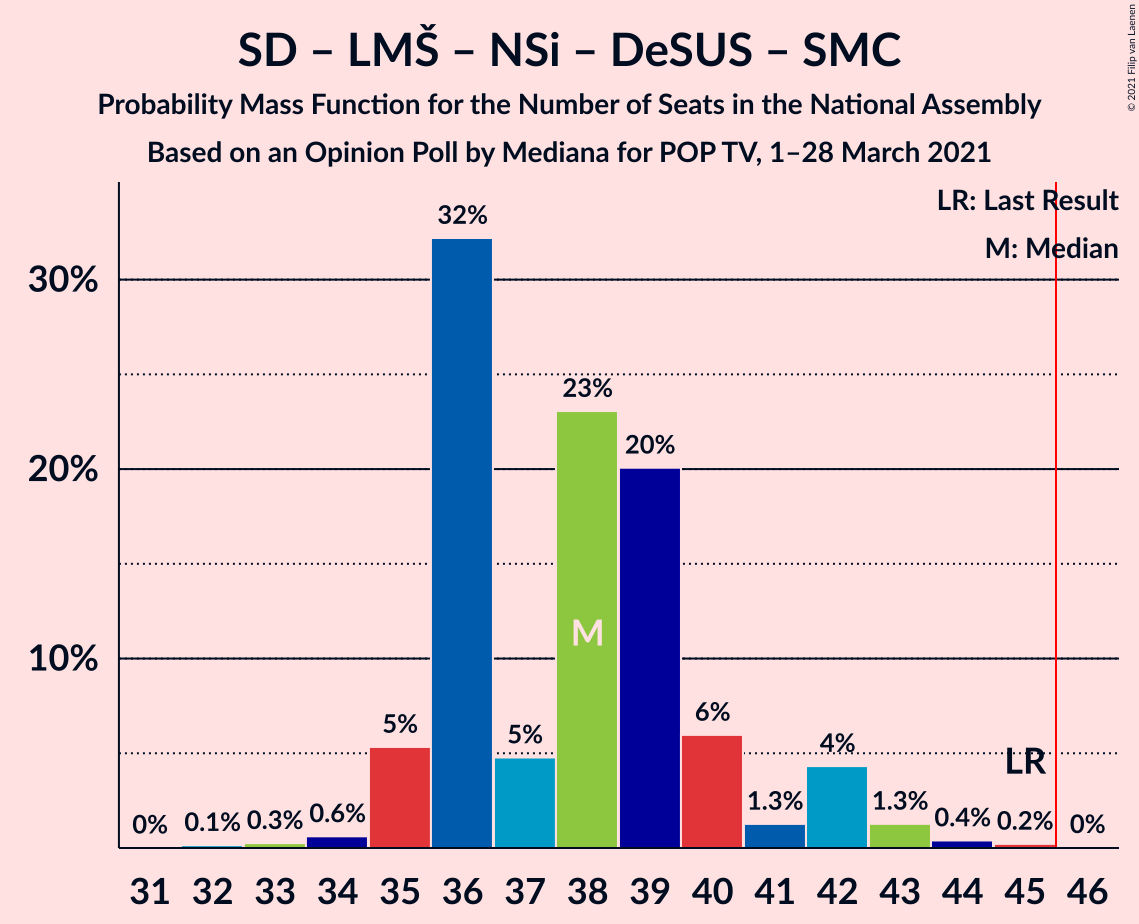 SD – LMŠ – NSi – DeSUS – SMC
Probability Mass Function for the Number of Seats in the National Assembly
Based on an Opinion Poll by Mediana for POP TV, 1–28 March 2021
© 2021 Filip van Laenen
LR: Last Result
M: Median
32%
30%
23%
20%
20%
M
10%
6%
5%
5%
4%
LR
1.3%
1.3%
0%
0.1%
0.3%
0.6%
0.4%
0.2%
0%
31 32 33 34 35 36 37 38 39 40 41 42 43 44 45 46